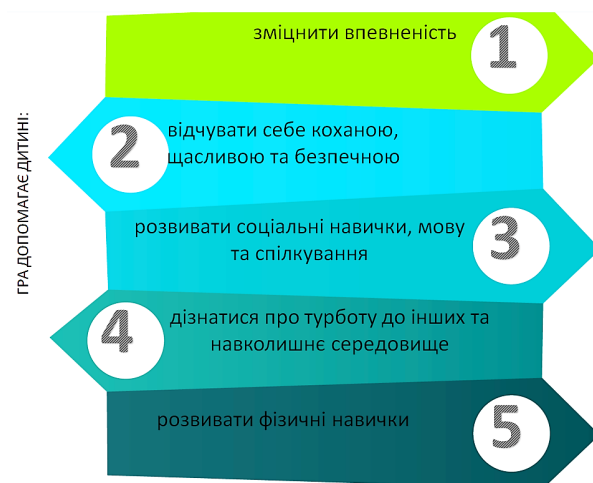 ГРА ДОПОМАГАЄ ДИТИНІ:
зміцнити впевненість
1
2
відчувати себе коханою,
щасливою та безпечною
розвивати соціальні навички, мову
та спілкування
3
4
дізнатися про турботу до інших та
навколишнє середовище
розвивати фізичні навички
5